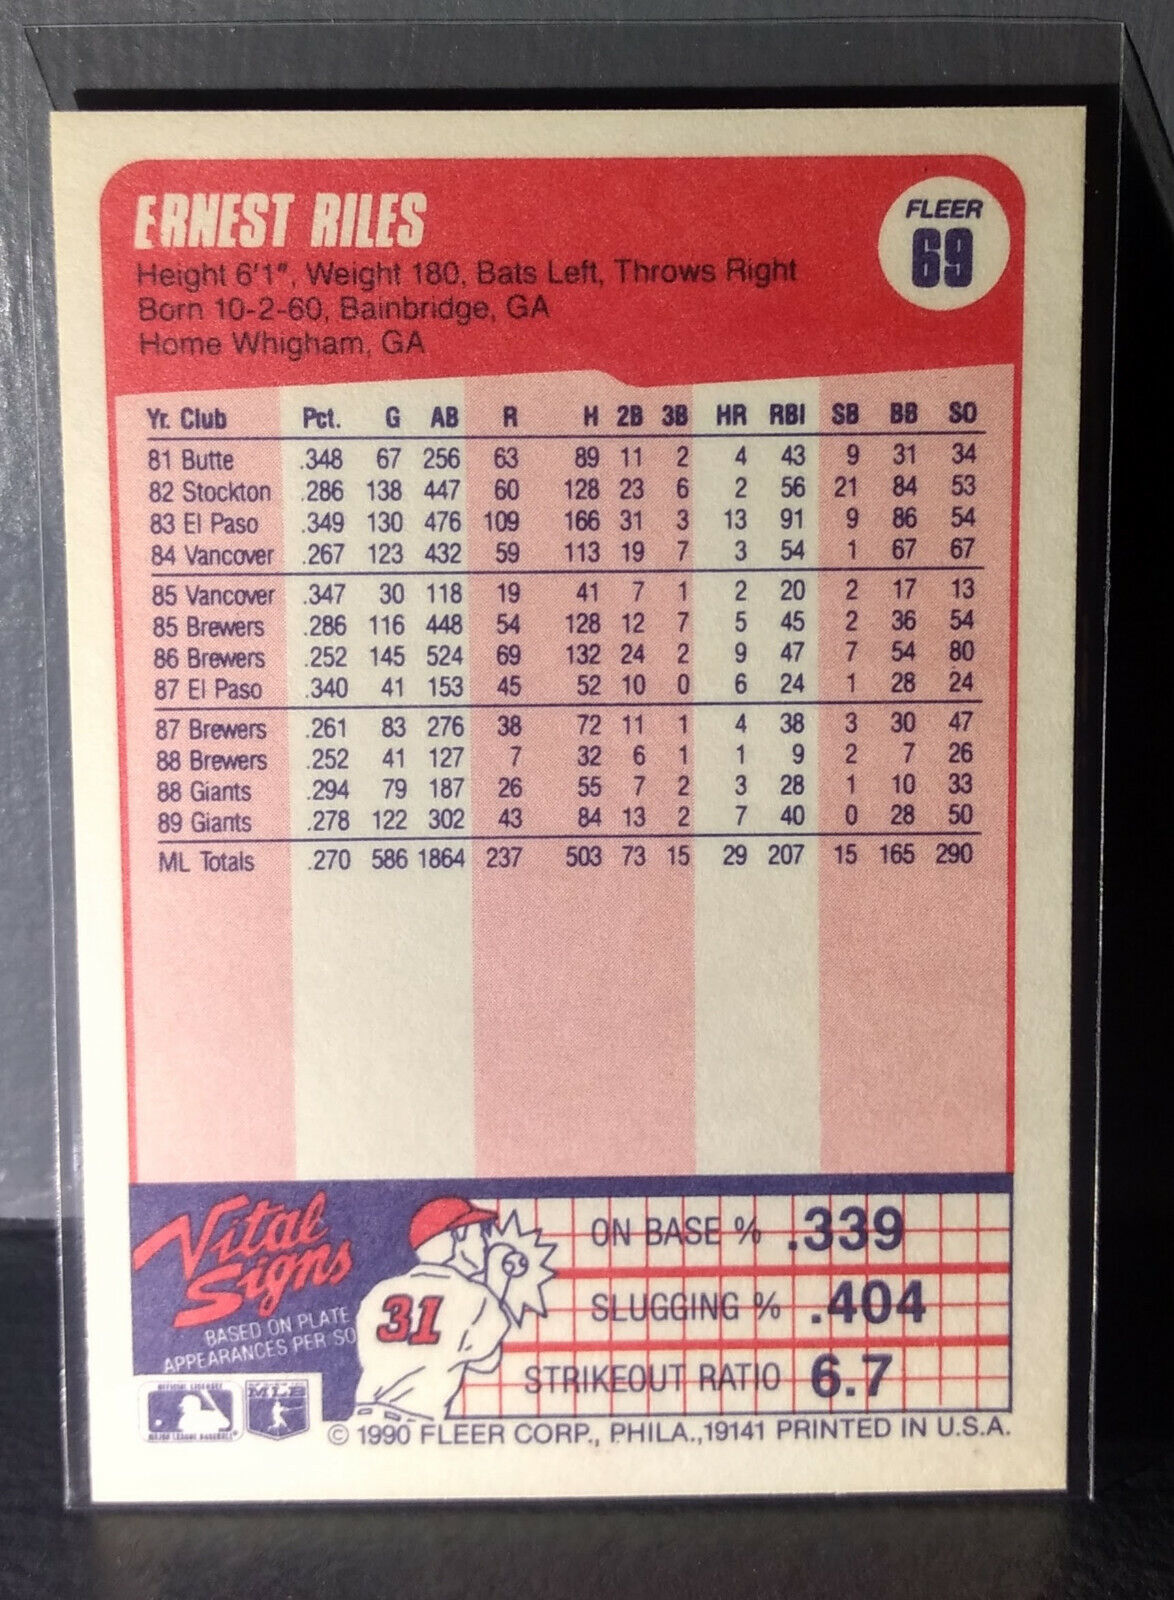 ERNEST RILES
FLEER
69
Height 6'1", Weight 180, Bats Left, Throws Right
Born 10-2-60, Bainbridge, GA
Home Whigham, GA
Yr. Club Pct. G AB R H 2B 3B HR RBI SB BB SO
81 Butte .348 67 256 63 89 11 2 4 43 9 31 34
82 Stockton .286 138 447 60 128 23 6 2 56 21 84 53
83 El Paso .349 130 476 109 166 31 3 13 91 9 86 54
84 Vancover .267 123 432 59 113 19 7 3 54 1 67 67
85 Vancover .347 30 118 19 41 7 1 2 20 2 17 13
85 Brewers .286 116 448 54 128 12 7 5 45 2 36 54
86 Brewers .252 145 524 69 132 24 2 9 47 7 54 80
87 El Paso .340 41 153 45 52 10 0 6 24 1 28 24
87 Brewers .261 83 276 38 72 11 1 4 38 3 30 47
88 Brewers .252 41 127 7 32 6 1 1 9 2 7 26
88 Giants .294 79 187 26 55 7 2 3 28 1 10 33
89 Giants .278 122 302 43 84 13 2 7 40 0 28 50
ML Totals .270 586 1864 237 503 73 15 29 207 15 165 290
Vital
Signs
BASED ON PLATE
APPEARANCES PER SO
31
69
ON BASE % .339
SLUGGING % .404
STRIKEOUT RATIO 6.7
OFFICIAL LICENSEE
MAJOR LEAGUE BASEBALL
MLB
© 1990 FLEER CORP., PHILA., 19141 PRINTED IN U.S.A.